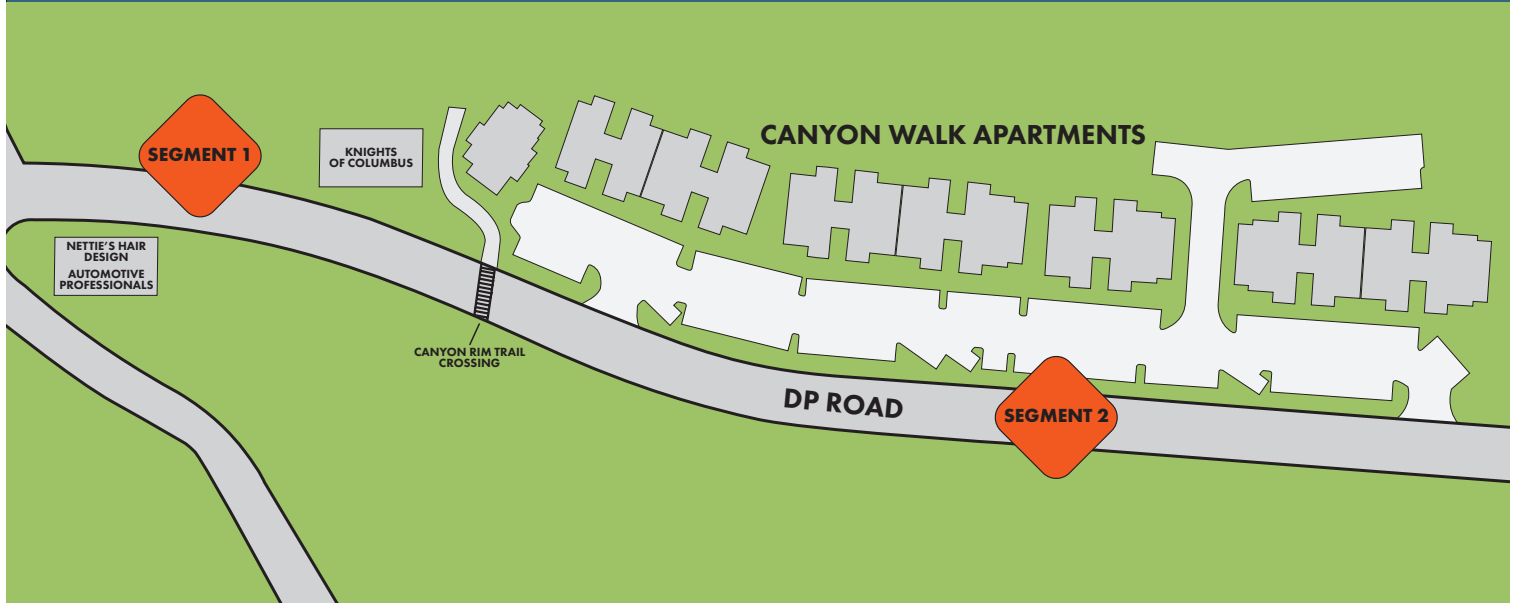 CANYON WALK APARTMENTS
SEGMENT 1
KNIGHTS
OF COLUMBUS
NETTIE'S HAIR
DESIGN
AUTOMOTIVE
PROFESSIONALS
CANYON RIM TRAIL
CROSSING
DP ROAD
SEGMENT 2